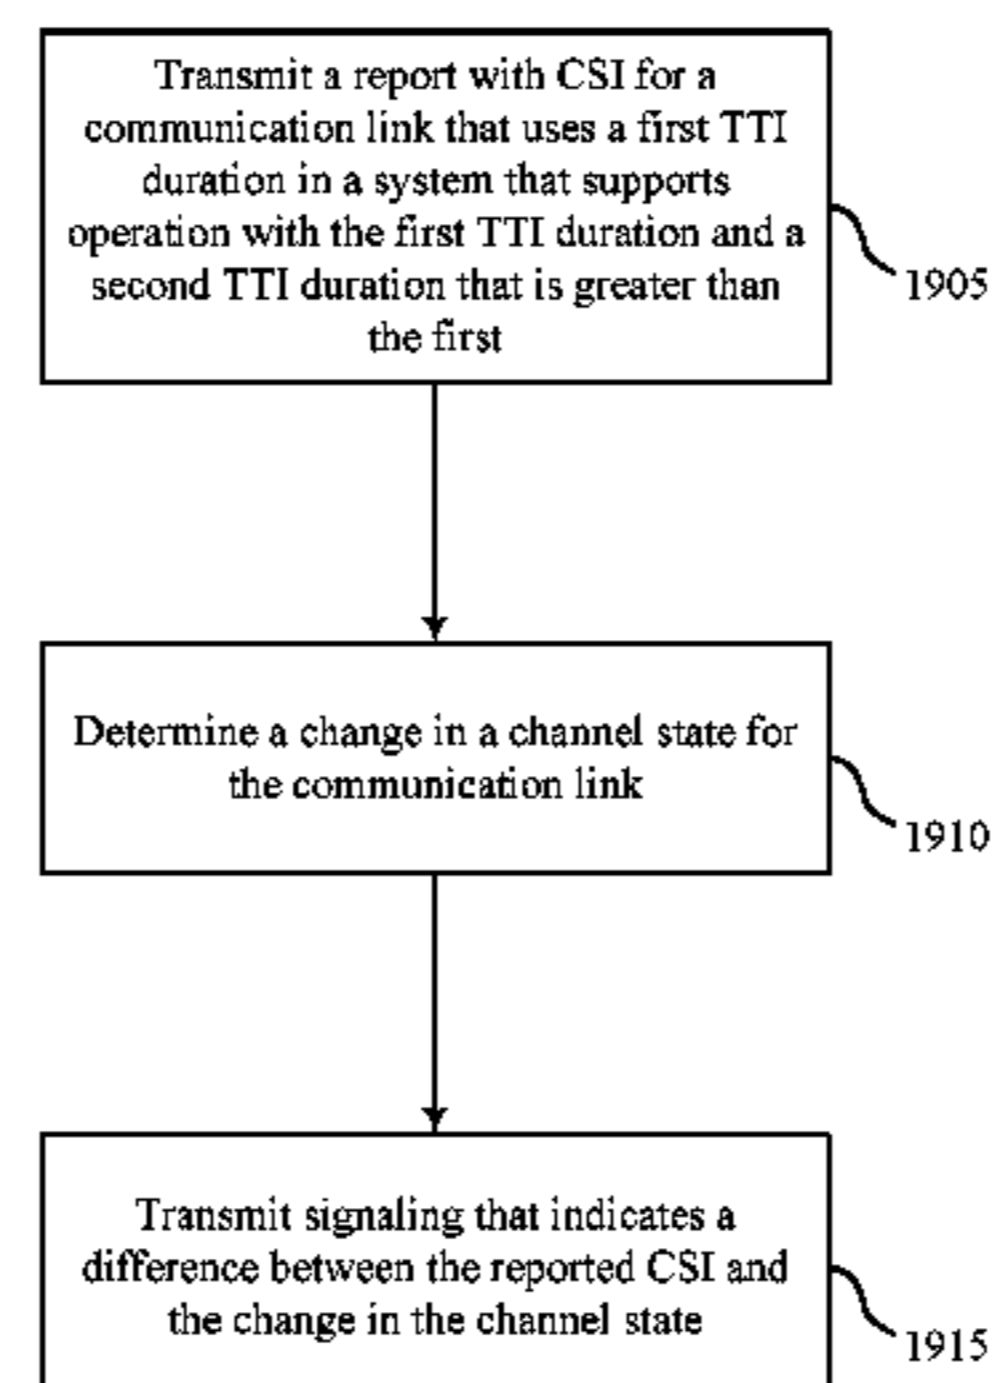 Transmit a report with CSI for a
communication link that uses a first TTI
duration in a system that supports
operation with the first TTI duration and a
second TTI duration that is greater than
the first
1905
Determine a change in a channel state for
the communication link
1910
Transmit signaling that indicates a
difference between the reported CSI and
the change in the channel state
1915